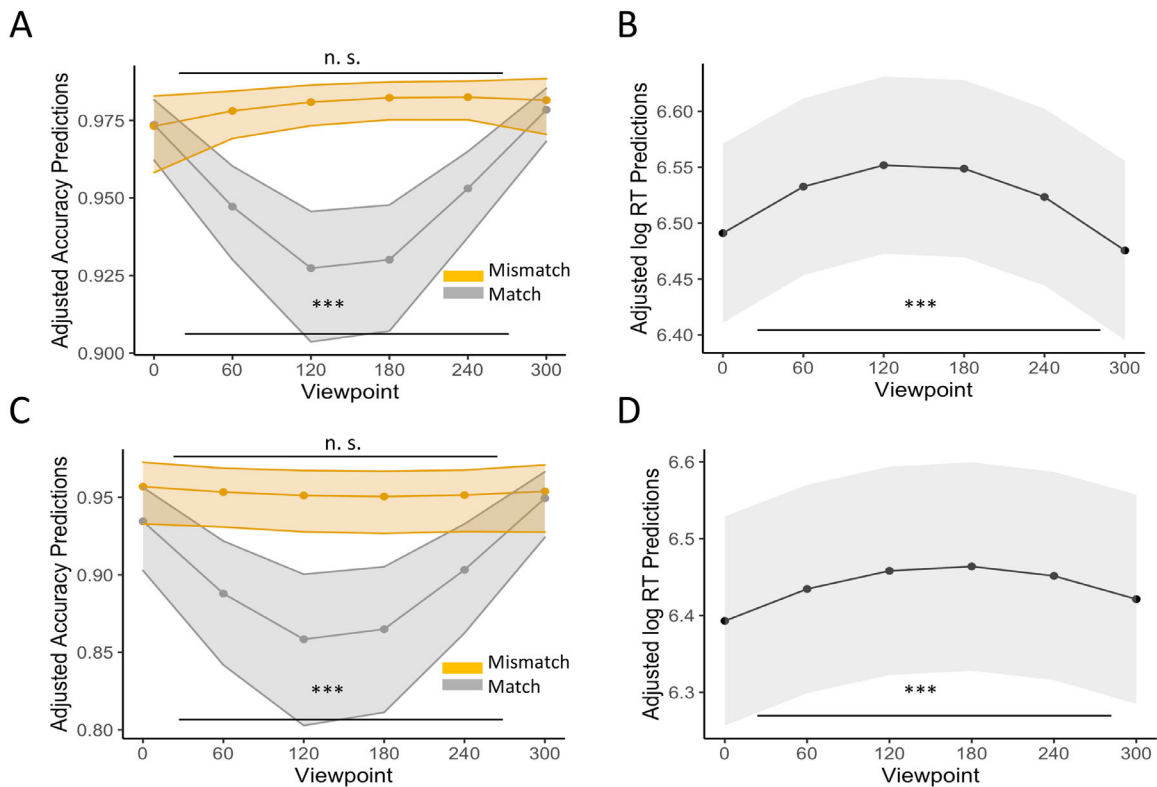 A
n. s.
Adjusted Accuracy Predictions
0.975
0.950
0.925
0.900
Mismatch
Match
***
0 60 120 180 240 300
Viewpoint
B
Adjusted log RT Predictions
6.60
6.55
6.50
6.45
6.40
***
0 60 120 180 240 300
Viewpoint
C
n. s.
Adjusted Accuracy Predictions
0.95
0.90
0.85
0.80
Mismatch
Match
***
0 60 120 180 240 300
Viewpoint
D
Adjusted log RT Predictions
6.6
6.5
6.4
6.3
***
0 60 120 180 240 300
Viewpoint